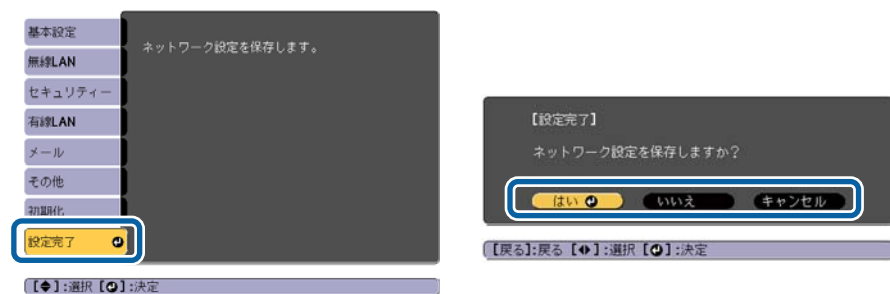 基本設定
無線LAN
セキュリティー
有線LAN
メール
その他
初期化
設定完了
ネットワーク設定を保存します。
[◆]:選択 [⏎]:決定
【設定完了】
ネットワーク設定を保存しますか?
はい いいえ キャンセル
[戻る]:戻る [◆]:選択 [⏎]:決定